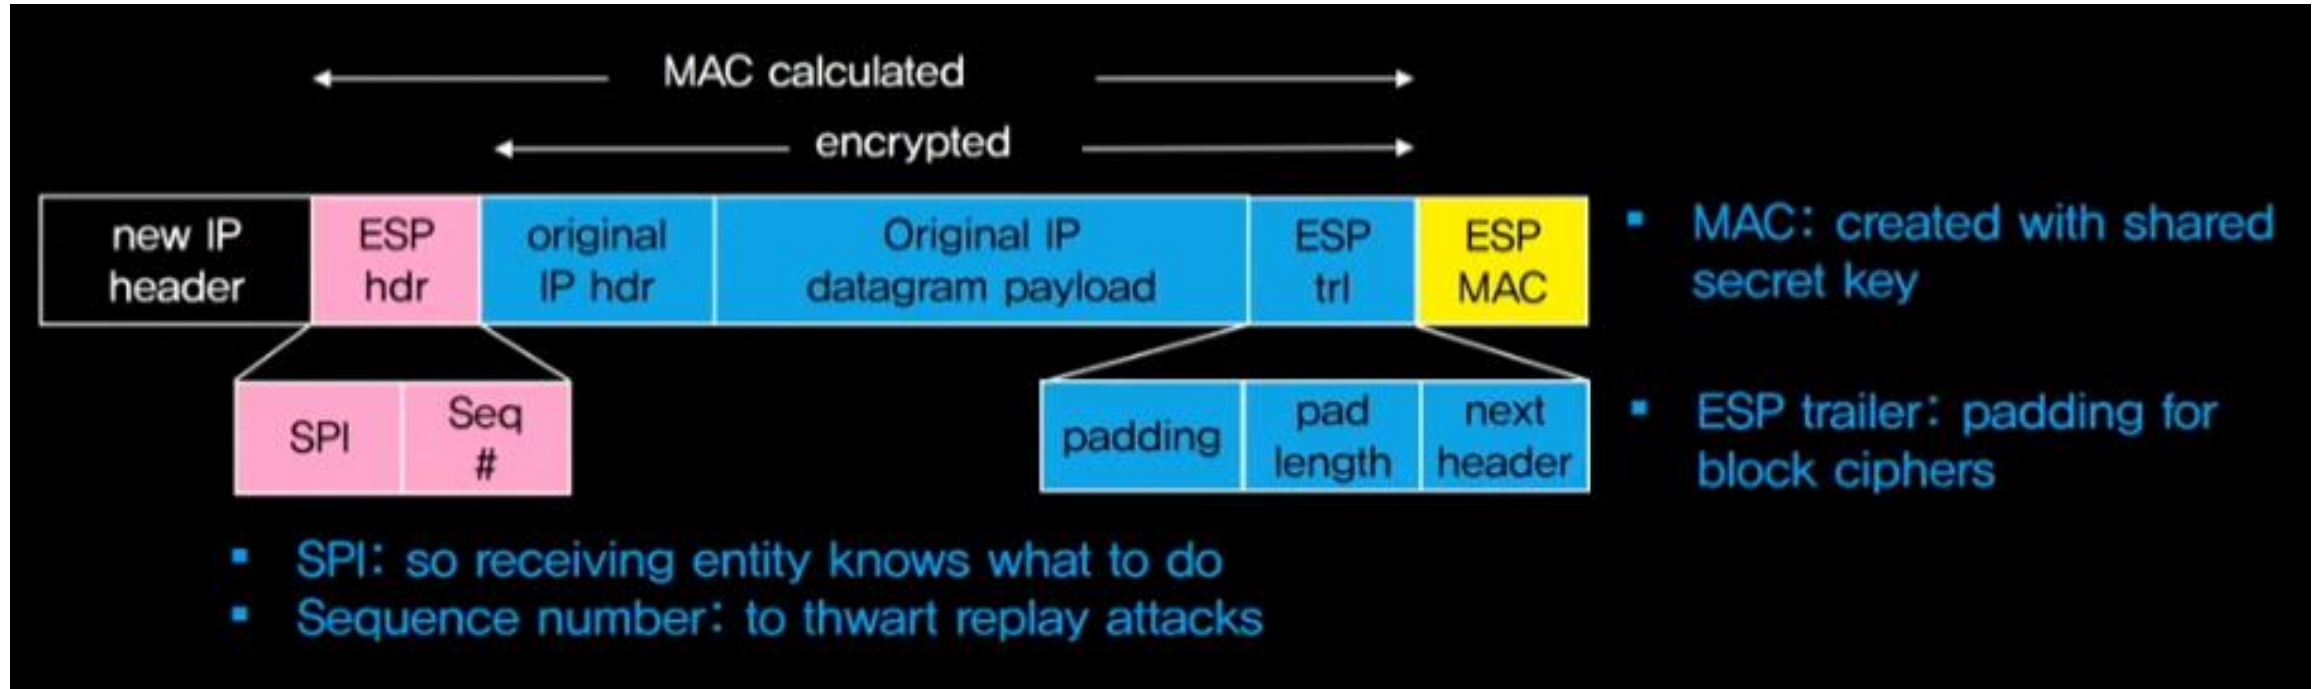 MAC calculated
encrypted
new IP
header
ESP
hdr
original
IP hdr
Original IP
datagram payload
ESP
trl
ESP
MAC
▪ MAC: created with shared
secret key
SPI
Seq
#
padding
pad
length
next
header
▪ ESP trailer: padding for
block ciphers
▪ SPI: so receiving entity knows what to do
▪ Sequence number: to thwart replay attacks